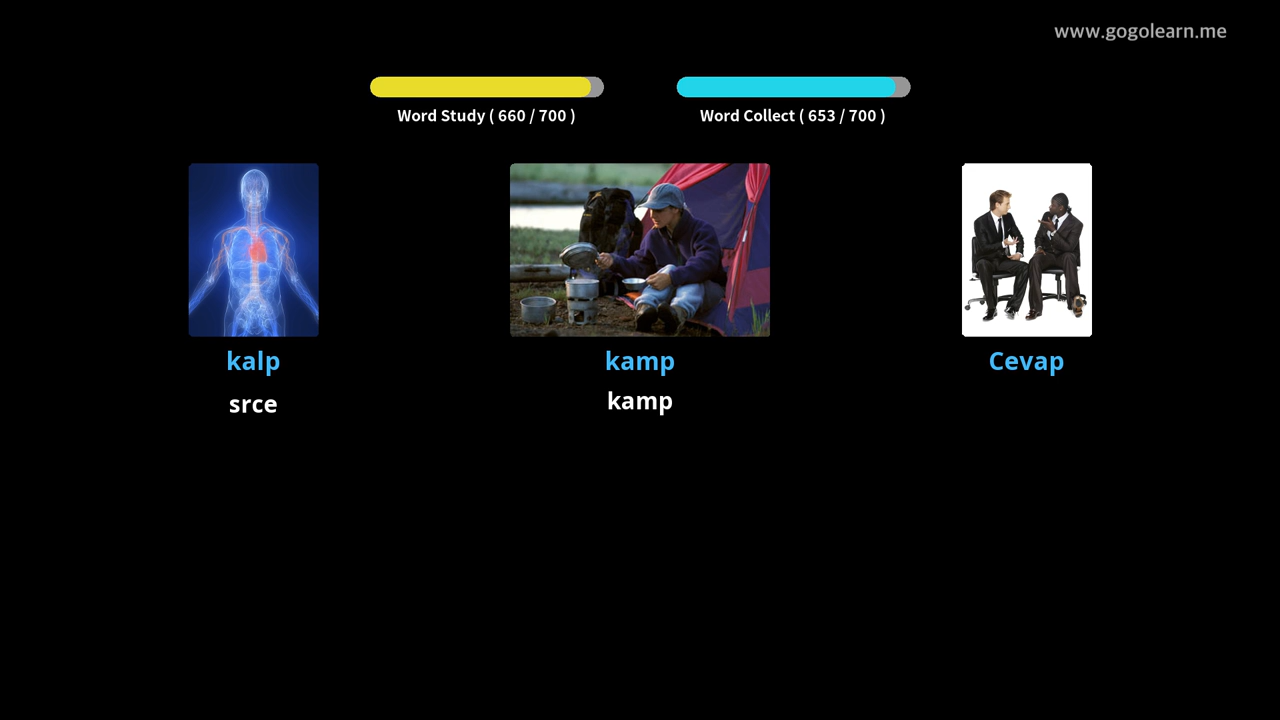 www.gogolearn.me
Word Study ( 660 / 700 )
Word Collect ( 653 / 700 )
kalp
kamp
Cevap
srce
kamp